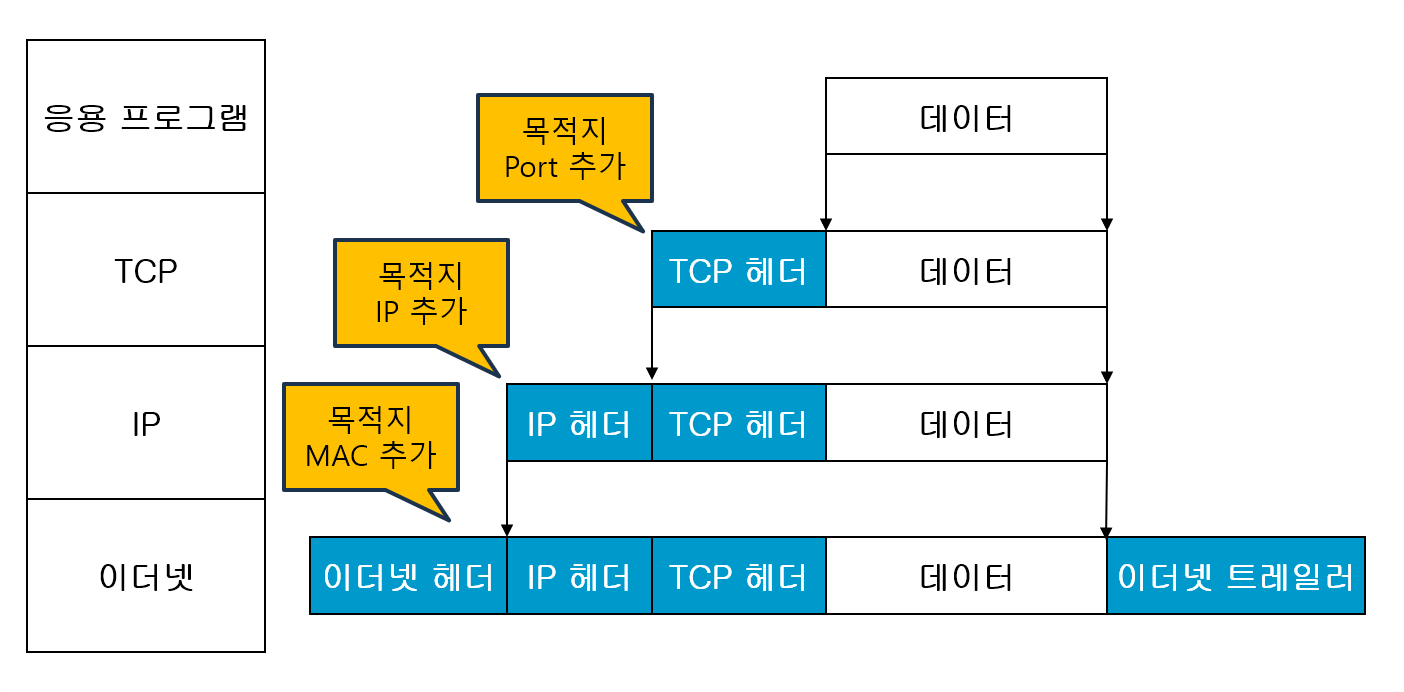 응용 프로그램
데이터
목적지
Port 추가
TCP
TCP 헤더
데이터
목적지
IP 추가
IP
IP 헤더
TCP 헤더
데이터
목적지
MAC 추가
이더넷
이더넷 헤더
IP 헤더
TCP 헤더
데이터
이더넷 트레일러